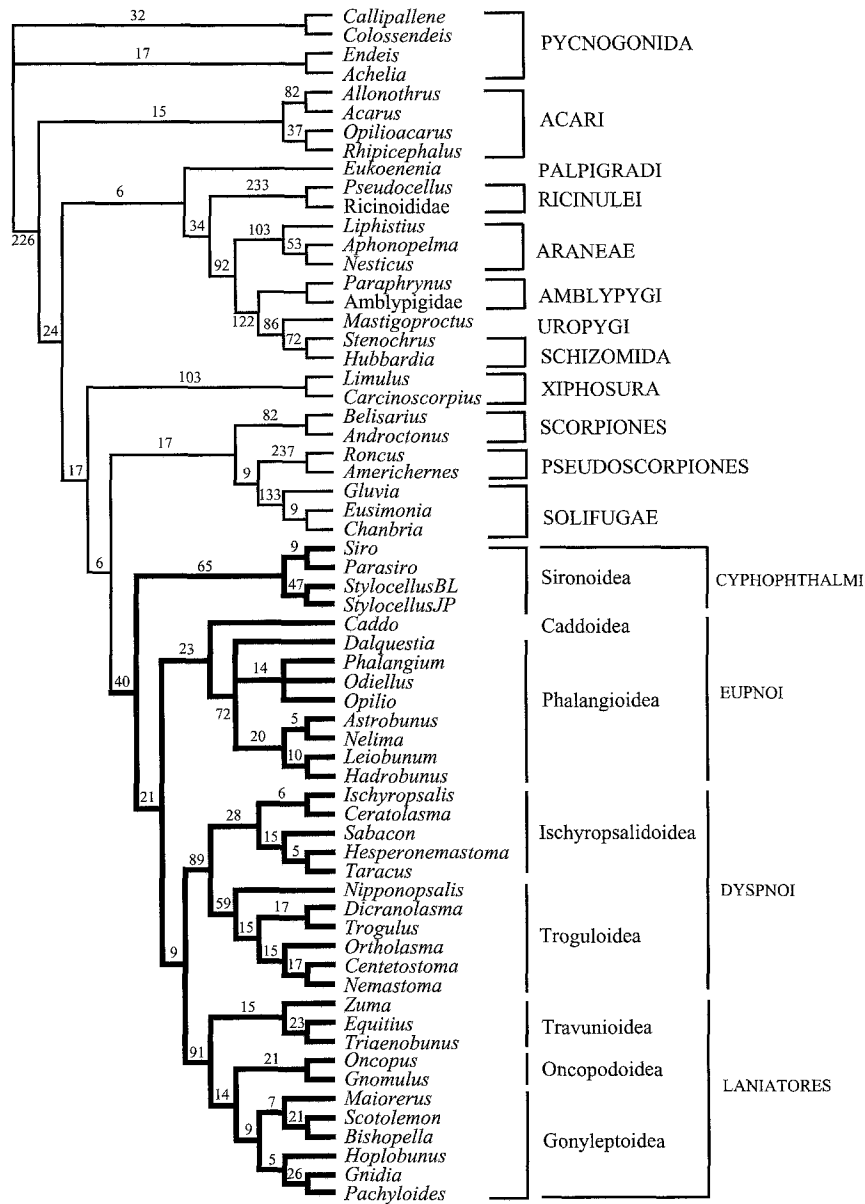 32
Callipallene
Colossendeis
17
Endeis
Achelia
PYCNOGONIDA
15
82
Allonothrus
Acarus
37
Opilioacarus
Rhipicephalus
ACARI
226
24
6
Eukoenenia
PALPIGRADI
34
233
Pseudocellus
Ricinoididae
RICINULEI
92
103
Liphistius
53
Aphonopelma
Nesticus
ARANEAE
122
Paraphrynus
Amblypigidae
AMBLYPYGI
86
Mastigoproctus
UROPYGI
72
Stenochrus
Hubbardia
SCHIZOMIDA
17
103
Limulus
Carcinoscorpius
XIPHOSURA
6
17
82
Belisarius
Androctonus
SCORPIONES
9
237
Roncus
Americhernes
PSEUDOSCORPIONES
133
Gluvia
9
Eusimonia
Chanbria
SOLIFUGAE
40
65
9
Siro
Parasiro
47
StylocellusBL
StylocellusJP
Sironoidea
CYPHOPHTHALMI
21
23
Caddo
Caddoidea
72
Dalquestia
14
Phalangium
Odiellus
Opilio
20
5
Astrobunus
Nelima
10
Leiobunum
Hadrobunus
Phalangioidea
EUPNOI
9
89
28
6
Ischyropsalis
Ceratolasma
15
Sabacon
5
Hesperonemastoma
Taracus
Ischyropsalidoidea
59
Nipponopsalis
15
17
Dicranolasma
Trogulus
15
Ortholasma
17
Centetostoma
Nemastoma
Troguloidea
DYSPNOI
91
15
Zuma
23
Equitius
Triaenobunus
Travunioidea
14
21
Oncopus
Gnomulus
Oncopodoidea
9
7
Maiorerus
21
Scotolemon
Bishopella
5
Hoplobunus
26
Gnidia
Pachyloides
Gonyleptoidea
LANIATORES